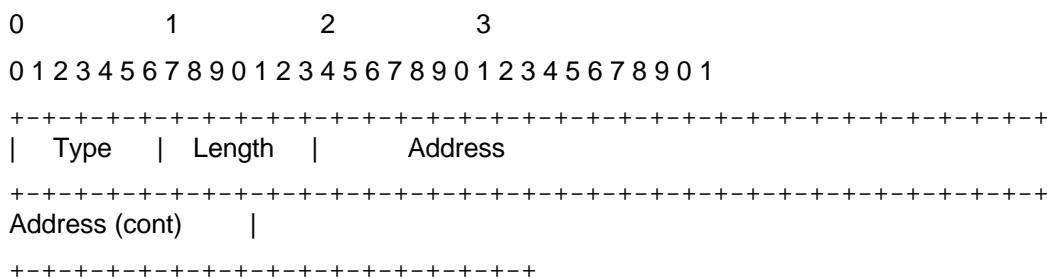 0 1 2 3
0 1 2 3 4 5 6 7 8 9 0 1 2 3 4 5 6 7 8 9 0 1 2 3 4 5 6 7 8 9 0 1
+-+-+-+-+-+-+-+-+-+-+-+-+-+-+-+-+-+-+-+-+-+-+-+-+-+-+-+-+-+-+-+-+
| Type | Length | Address
+-+-+-+-+-+-+-+-+-+-+-+-+-+-+-+-+-+-+-+-+-+-+-+-+-+-+-+-+-+-+-+-+
Address (cont) |
+-+-+-+-+-+-+-+-+-+-+-+-+-+-+-+-+